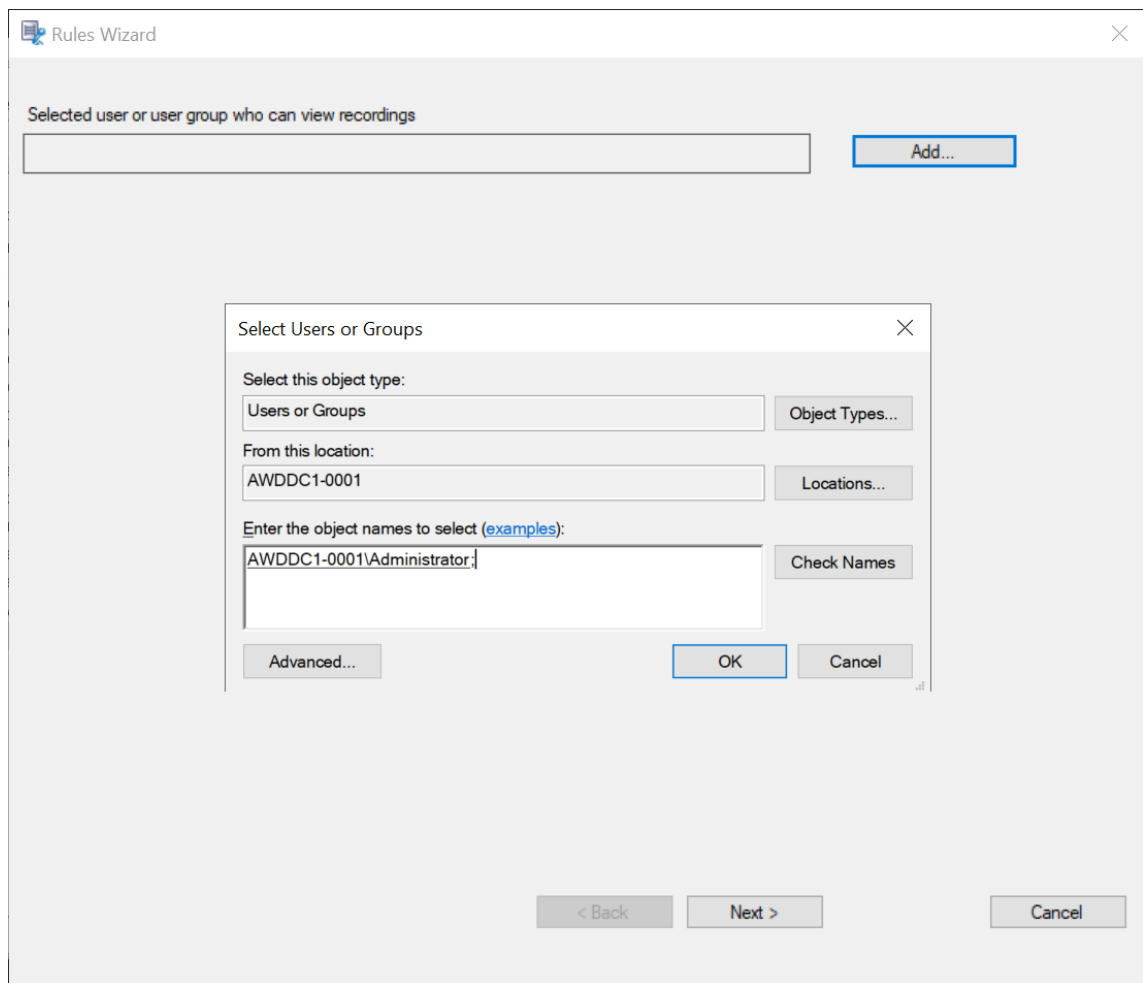 Rules Wizard
Selected user or user group who can view recordings
Add...
Select Users or Groups
Select this object type:
Users or Groups
Object Types...
From this location:
AWDDC1-0001
Locations...
Enter the object names to select (examples):
AWDDC1-0001\Administrator;
Check Names
Advanced...
OK
Cancel
< Back
Next >
Cancel